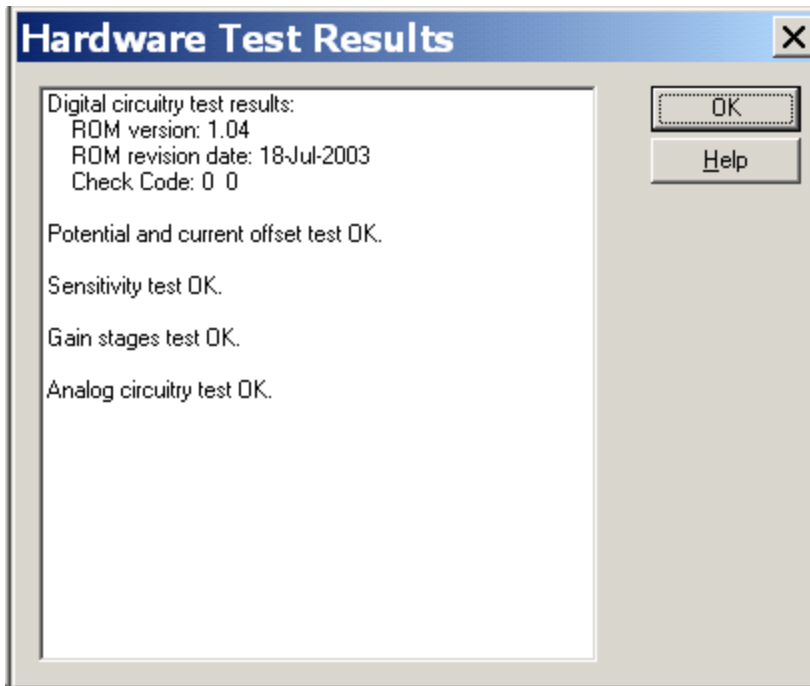 Hardware Test Results
Digital circuitry test results:
ROM version: 1.04
ROM revision date: 18-Jul-2003
Check Code: 0  0
Potential and current offset test OK.
Sensitivity test OK.
Gain stages test OK.
Analog circuitry test OK.
OK
Help